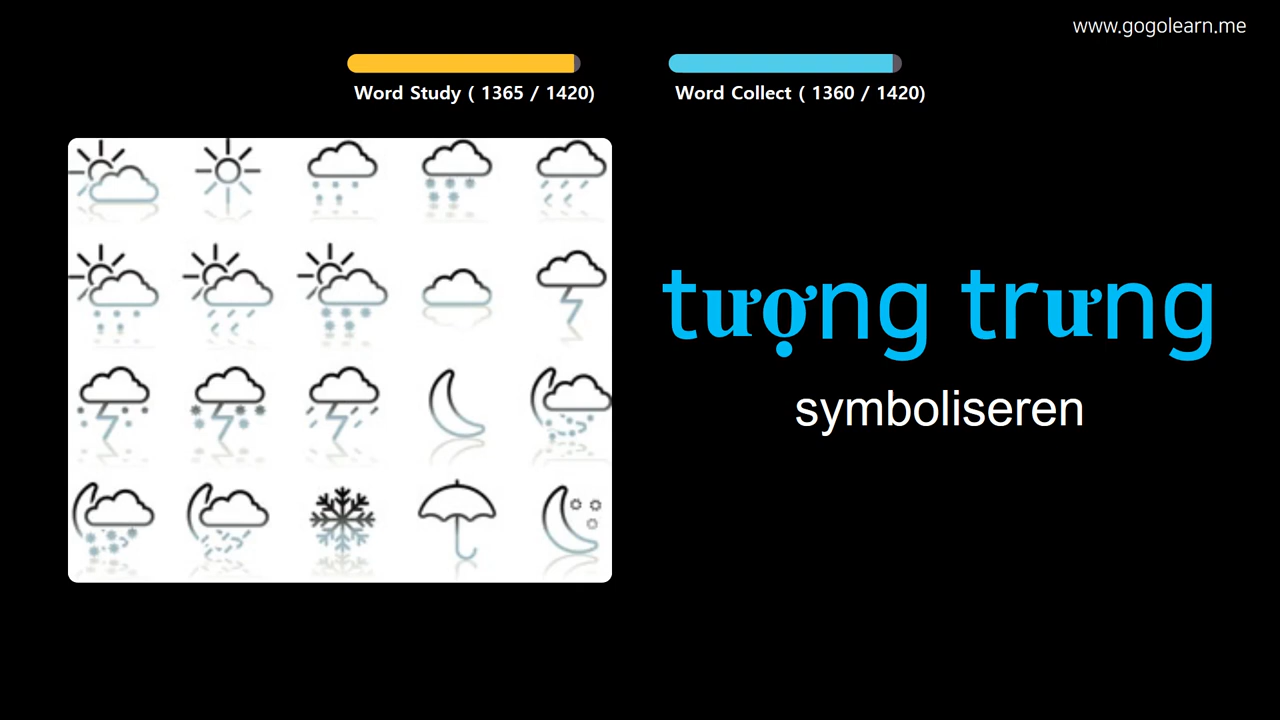 www.gogolearn.me
Word Study ( 1365 / 1420)
Word Collect ( 1360 / 1420)
tượng trưng
symboliseren